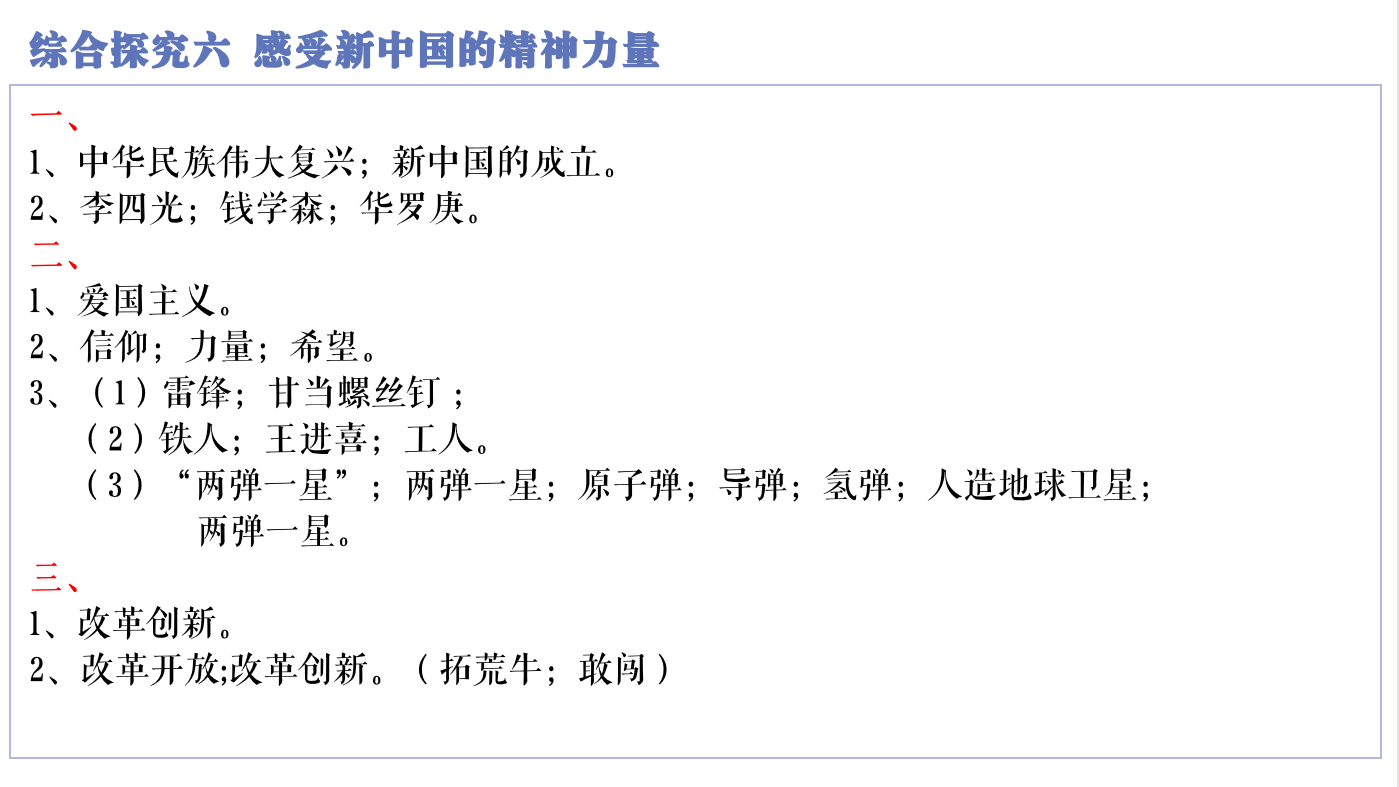 综合探究六 感受新中国的精神力量
一、
1、中华民族伟大复兴；新中国的成立。
2、李四光；钱学森；华罗庚。
二、
1、爱国主义。
2、信仰；力量；希望。
3、（1）雷锋；甘当螺丝钉；
（2）铁人；王进喜；工人。
（3）“两弹一星”；两弹一星；原子弹；导弹；氢弹；人造地球卫星；
两弹一星。
三、
1、改革创新。
2、改革开放;改革创新。（拓荒牛；敢闯）